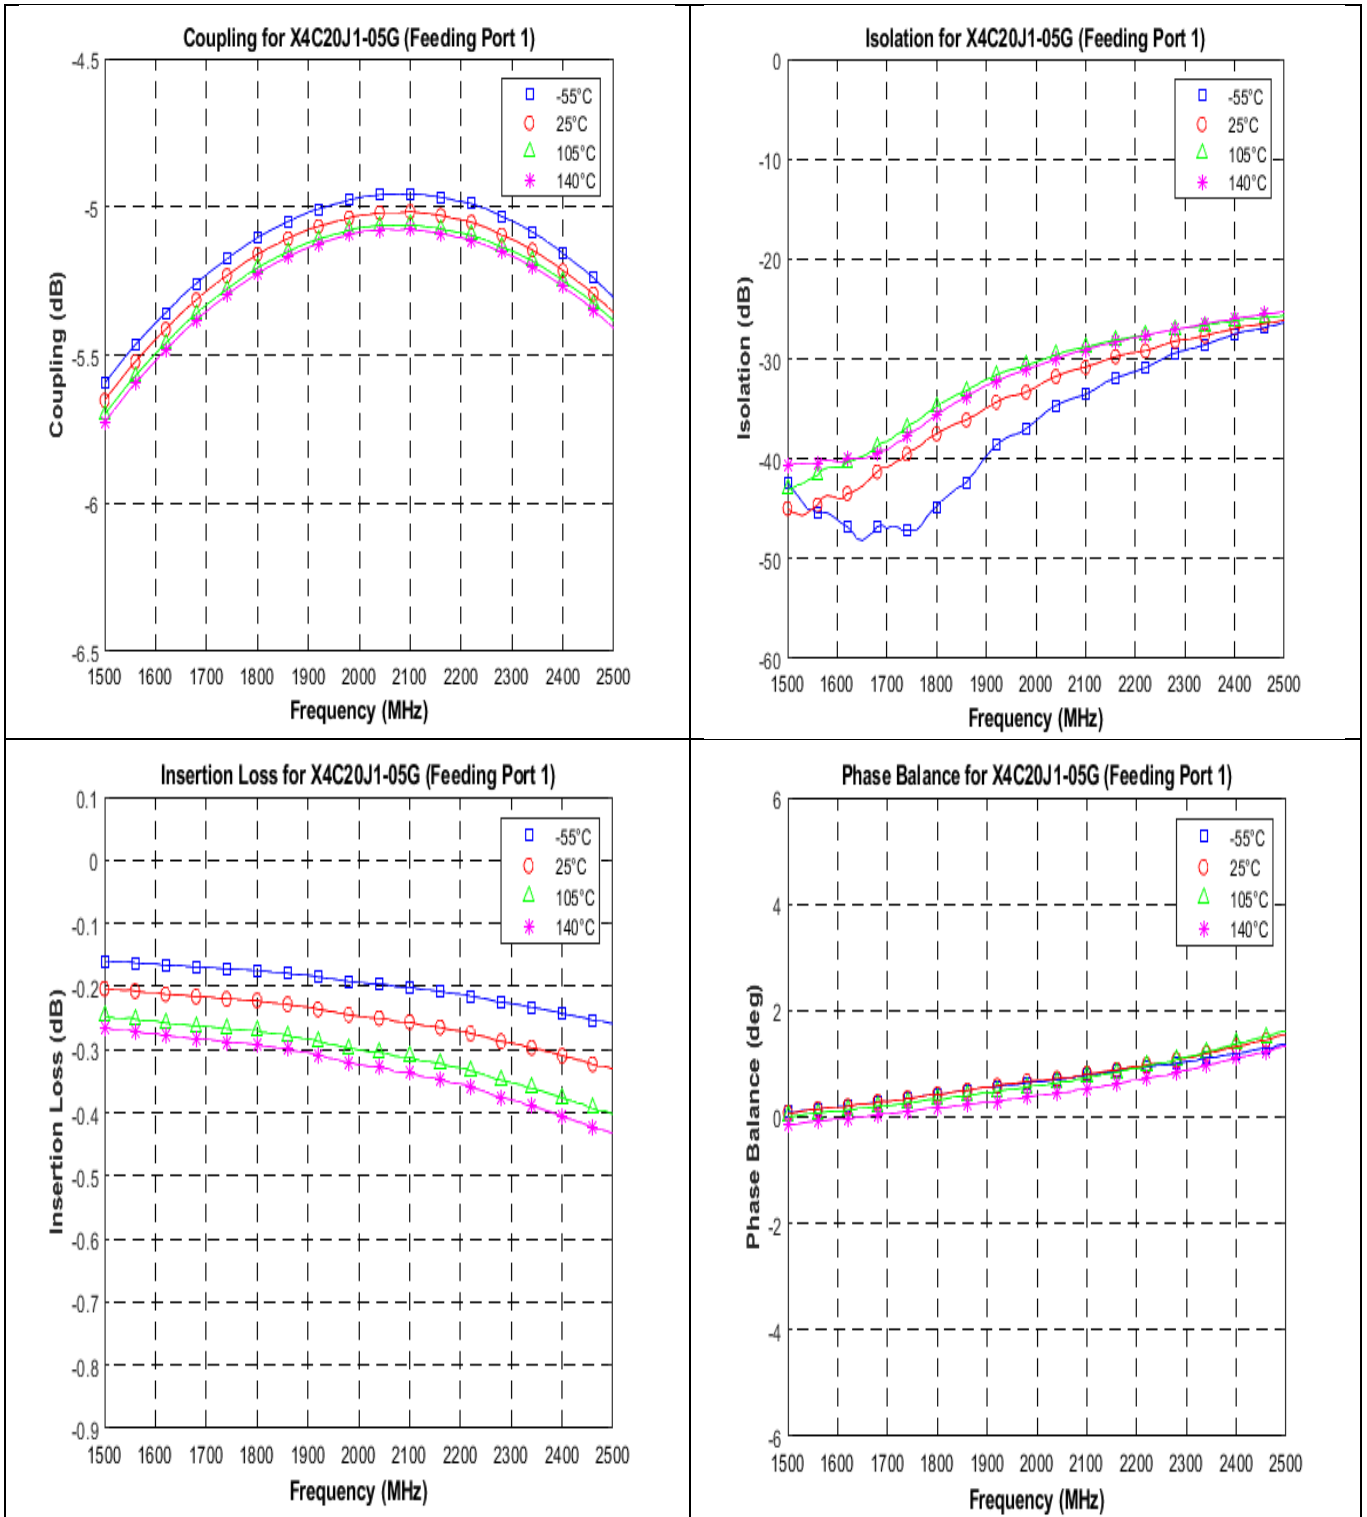 Coupling for X4C20J1-05G (Feeding Port 1)
-4.5
-5
-5.5
-6
-6.5
Coupling (dB)
-55°C
25°C
105°C
140°C
1500 1600 1700 1800 1900 2000 2100 2200 2300 2400 2500
Frequency (MHz)
Isolation for X4C20J1-05G (Feeding Port 1)
0
-10
-20
-30
-40
-50
-60
Isolation (dB)
-55°C
25°C
105°C
140°C
1500 1600 1700 1800 1900 2000 2100 2200 2300 2400 2500
Frequency (MHz)
Insertion Loss for X4C20J1-05G (Feeding Port 1)
0.1
0
-0.1
-0.2
-0.3
-0.4
-0.5
-0.6
-0.7
-0.8
-0.9
Insertion Loss (dB)
-55°C
25°C
105°C
140°C
1500 1600 1700 1800 1900 2000 2100 2200 2300 2400 2500
Frequency (MHz)
Phase Balance for X4C20J1-05G (Feeding Port 1)
6
4
2
0
-2
-4
-6
Phase Balance (deg)
-55°C
25°C
105°C
140°C
1500 1600 1700 1800 1900 2000 2100 2200 2300 2400 2500
Frequency (MHz)